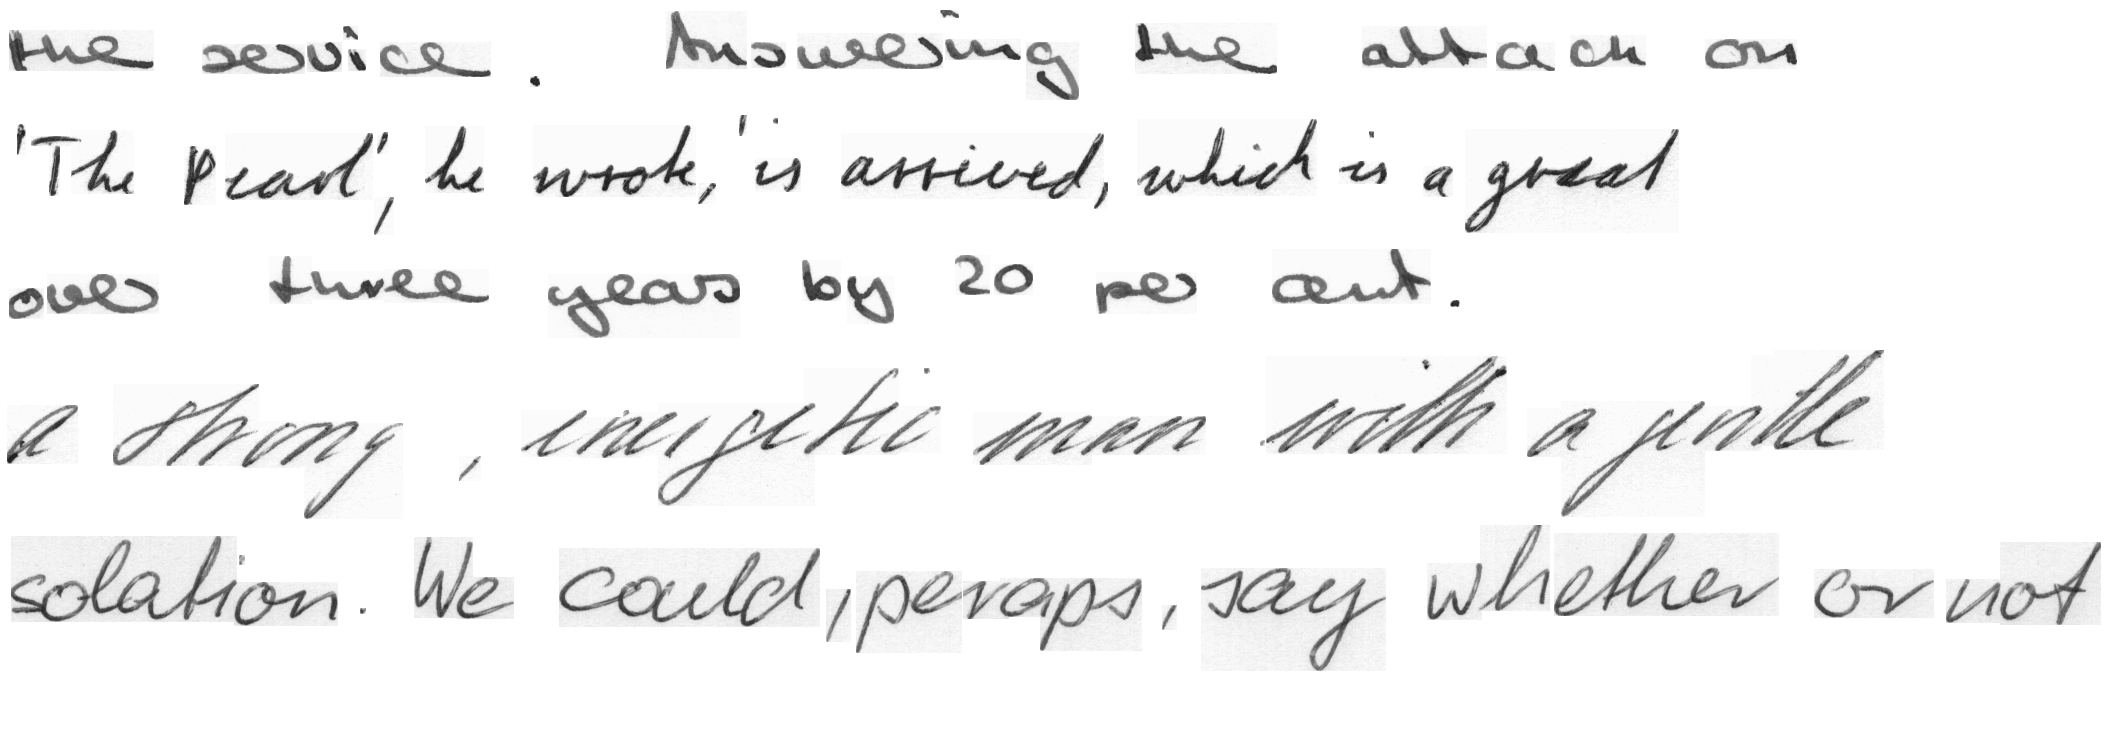 the service. Answering the attack on
'The Pearl', he wrote, 'is arrived, which is a great
over three years by 20 per cent.
a strong, energetic man with a gentle
solation. We could, peraps, say whether or not